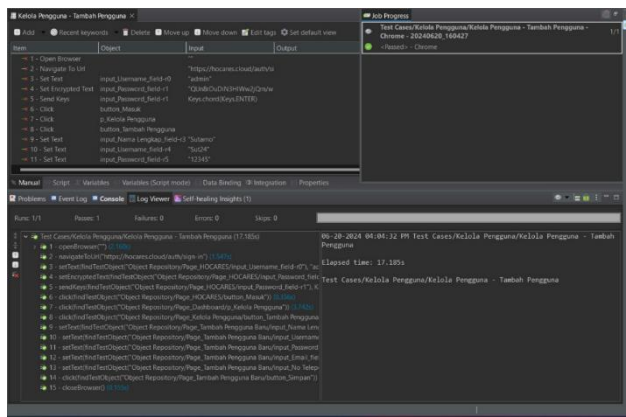 Kelola Pengguna - Tambah Pengguna
Add Recent keywords Delete Move up Move down Edit tags Set default view
Item Object Input Output
1 - Open Browser ""
2 - Navigate To Url "https://hocares.cloud/auth/si
3 - Set Text input_Username_field-r0 "admin"
4 - Set Encrypted Text input_Password_field-r1
5 - Send Keys input_Password_field-r1 Keys.chord(Keys.ENTER)
6 - Click button_Masuk
7 - Click p_Kelola Pengguna
8 - Click button_Tambah Pengguna
9 - Set Text input_Nama Lengkap_field-r3 "Sutarno"
10 - Set Text input_Username_field-r4 "Sut24"
11 - Set Text input_Password_field-r5 "12345"
Manual Script Variables Variables (Script mode) Data Binding Integration Properties
Job Progress
Test Cases/Kelola Pengguna/Kelola Pengguna - Tambah Pengguna - 1/1
Chrome - 20240620_160427
<Passed> - Chrome
Problems Event Log Console Log Viewer Self-healing Insights (1)
Runs: 1/1 Passes: 1 Failures: 0 Errors: 0 Skips: 0
Test Cases/Kelola Pengguna/Kelola Pengguna - Tambah Pengguna (17.185s)
1 - openBrowser("")
2 - navigateToUrl("https://hocares.cloud/auth/sign-in")
3 - setText(findTestObject("Object Repository/Page_HOCARES/input_Username_field-r0"),
4 - setEncryptedText(findTestObject("Object Repository/Page_HOCARES/input_Password_field
5 - sendKeys(findTestObject("Object Repository/Page_HOCARES/input_Password_field-r1"), K
6 - click(findTestObject("Object Repository/Page_HOCARES/button_Masuk"))
7 - click(findTestObject("Object Repository/Page_Dashboard/p_Kelola Pengguna"))
8 - click(findTestObject("Object Repository/Page_Kelola Pengguna/button_Tambah Pengguna
9 - setText(findTestObject("Object Repository/Page_Tambah Pengguna Baru/input_Nama Len
10 - setText(findTestObject("Object Repository/Page_Tambah Pengguna Baru/input_Username
11 - setText(findTestObject("Object Repository/Page_Tambah Pengguna Baru/input_Password
12 - setText(findTestObject("Object Repository/Page_Tambah Pengguna Baru/input_Email_fie
13 - setText(findTestObject("Object Repository/Page_Tambah Pengguna Baru/input_No Telep
14 - click(findTestObject("Object Repository/Page_Tambah Pengguna Baru/button_Simpan"))
15 - closeBrowser()
06-20-2024 04:04:32 PM Test Cases/Kelola Pengguna/Kelola Pengguna - Tambah
Pengguna
Elapsed time: 17.185s
Test Cases/Kelola Pengguna/Kelola Pengguna - Tambah Pengguna